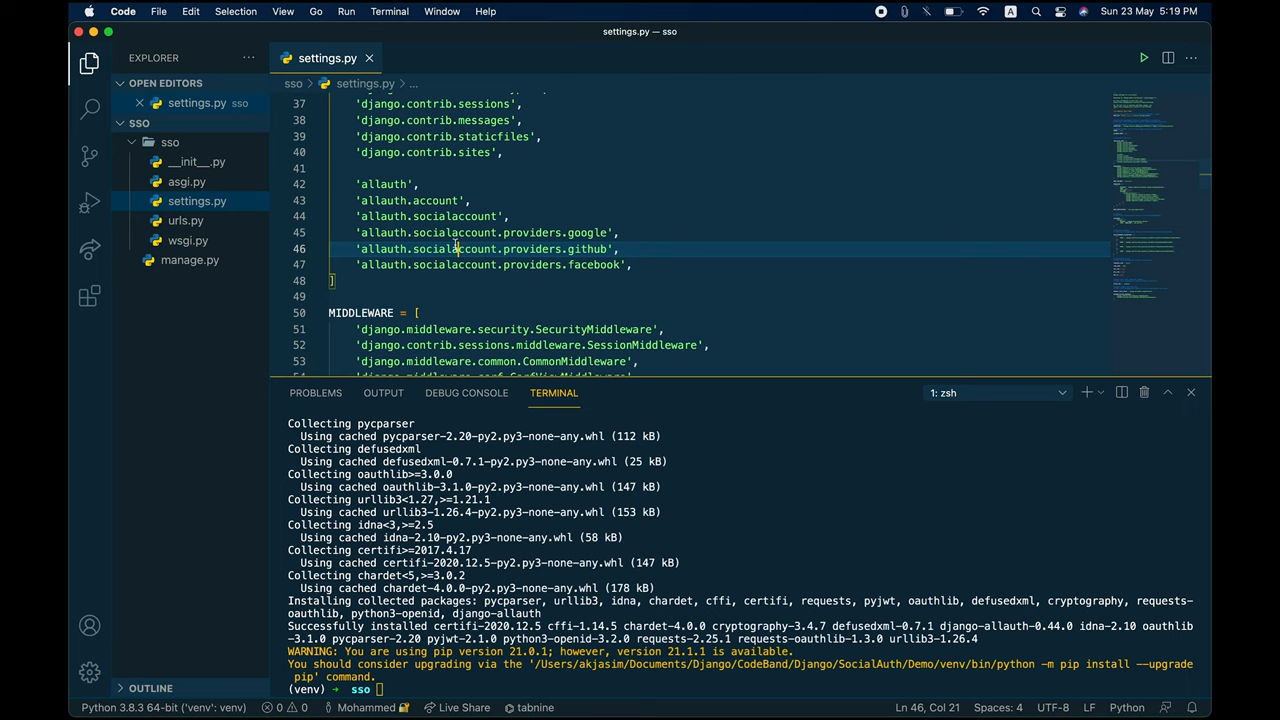 Code File Edit Selection View Go Run Terminal Window Help A Sun 23 May 5:19 PM
settings.py — sso
EXPLORER ···
OPEN EDITORS
settings.py sso
SSO
sso
__init__.py
asgi.py
settings.py
urls.py
wsgi.py
manage.py
OUTLINE
settings.py
sso > settings.py > ...
37 'django.contrib.sessions',
38 'django.contrib.messages',
39 'django.contrib.staticfiles',
40 'django.contrib.sites',
41
42 'allauth',
43 'allauth.account',
44 'allauth.socialaccount',
45 'allauth.socialaccount.providers.google',
46 'allauth.socialaccount.providers.github',
47 'allauth.socialaccount.providers.facebook',
48 ]
49
50 MIDDLEWARE = [
51 'django.middleware.security.SecurityMiddleware',
52 'django.contrib.sessions.middleware.SessionMiddleware',
53 'django.middleware.common.CommonMiddleware',
PROBLEMS OUTPUT DEBUG CONSOLE TERMINAL 1: zsh
Collecting pycparser
Using cached pycparser-2.20-py2.py3-none-any.whl (112 kB)
Collecting defusedxml
Using cached defusedxml-0.7.1-py2.py3-none-any.whl (25 kB)
Collecting oauthlib>=3.0.0
Using cached oauthlib-3.1.0-py2.py3-none-any.whl (147 kB)
Collecting urllib3<1.27,>=1.21.1
Using cached urllib3-1.26.4-py2.py3-none-any.whl (153 kB)
Collecting idna<3,>=2.5
Using cached idna-2.10-py2.py3-none-any.whl (58 kB)
Collecting certifi>=2017.4.17
Using cached certifi-2020.12.5-py2.py3-none-any.whl (147 kB)
Collecting chardet<5,>=3.0.2
Using cached chardet-4.0.0-py2.py3-none-any.whl (178 kB)
Installing collected packages: pycparser, urllib3, idna, chardet, cffi, certifi, requests, pyjwt, oauthlib, defusedxml, cryptography, requests-
oauthlib, python3-openid, django-allauth
Successfully installed certifi-2020.12.5 cffi-1.14.5 chardet-4.0.0 cryptography-3.4.7 defusedxml-0.7.1 django-allauth-0.44.0 idna-2.10 oauthlib
-3.1.0 pycparser-2.20 pyjwt-2.1.0 python3-openid-3.2.0 requests-2.25.1 requests-oauthlib-1.3.0 urllib3-1.26.4
WARNING: You are using pip version 21.0.1; however, version 21.1.1 is available.
You should consider upgrading via the '/Users/akjasim/Documents/Django/CodeBand/Django/SocialAuth/Demo/venv/bin/python -m pip install --upgrade
pip' command.
(venv) → sso
Python 3.8.3 64-bit ('venv': venv) 0 0 Mohammed Live Share tabnine Ln 46, Col 21 Spaces: 4 UTF-8 LF Python